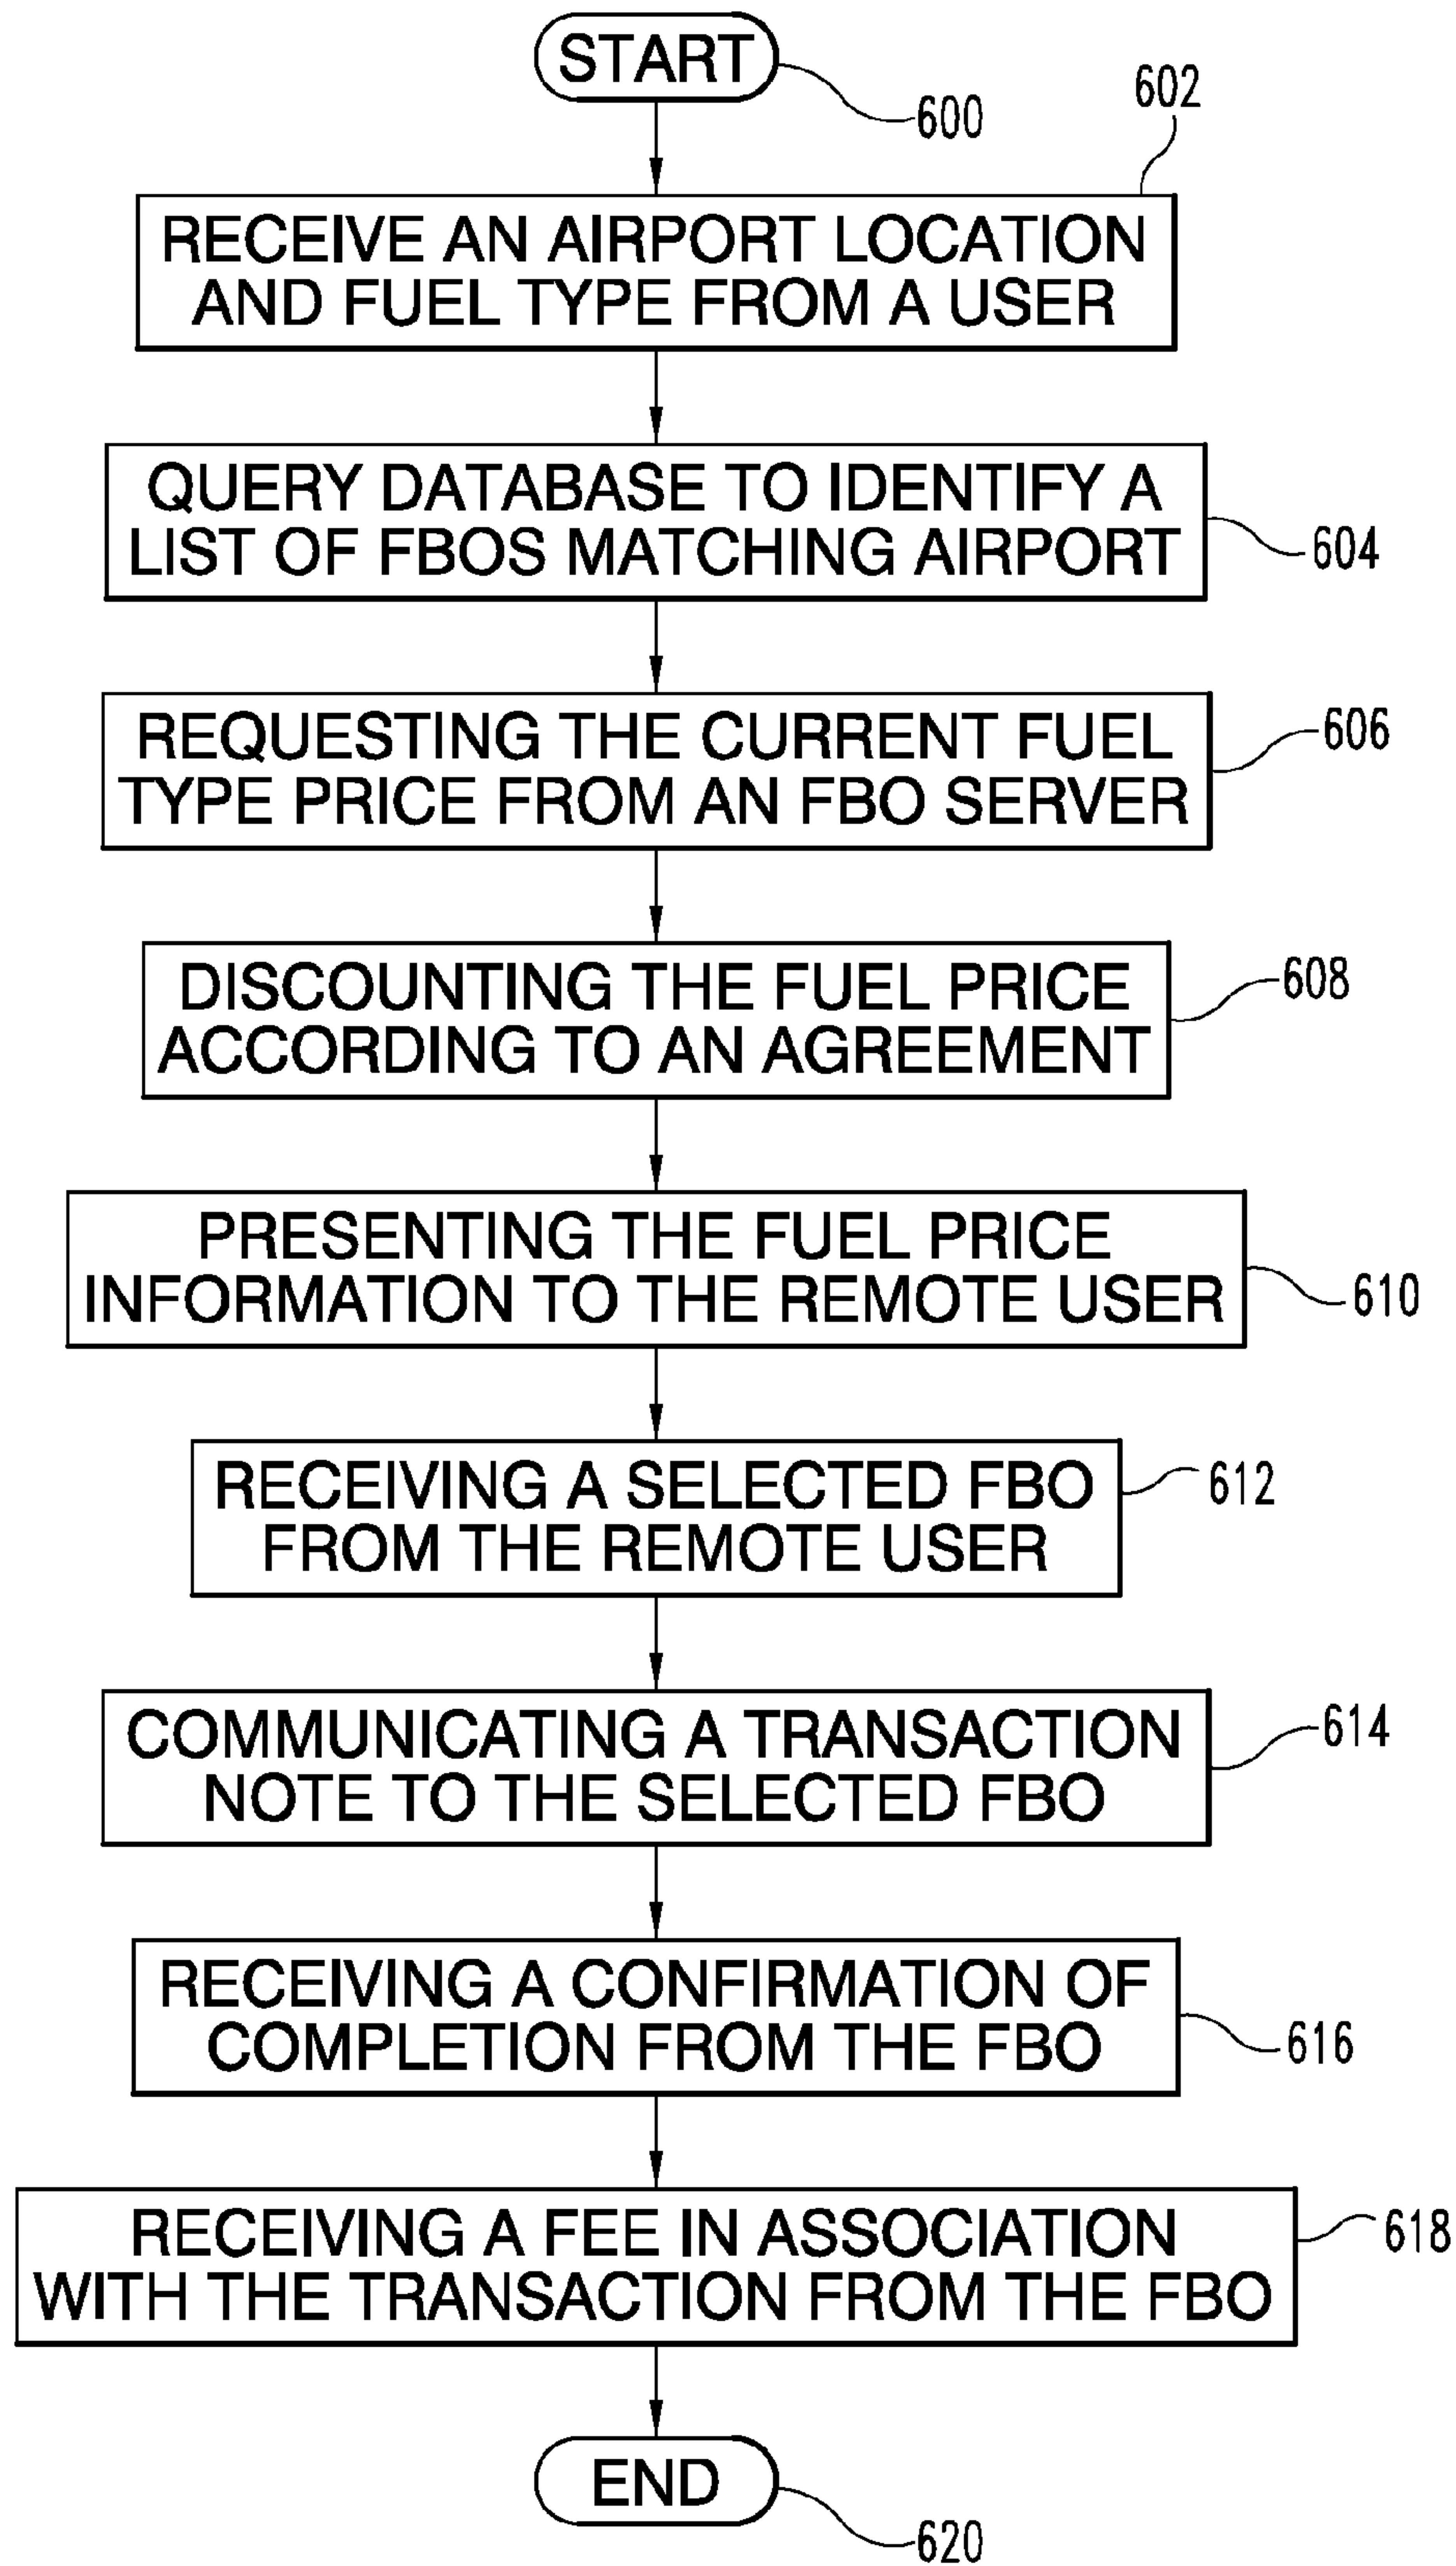 START
600
602
RECEIVE AN AIRPORT LOCATION
AND FUEL TYPE FROM A USER
QUERY DATABASE TO IDENTIFY A
LIST OF FBOS MATCHING AIRPORT
604
REQUESTING THE CURRENT FUEL
TYPE PRICE FROM AN FBO SERVER
606
DISCOUNTING THE FUEL PRICE
ACCORDING TO AN AGREEMENT
608
PRESENTING THE FUEL PRICE
INFORMATION TO THE REMOTE USER
610
RECEIVING A SELECTED FBO
FROM THE REMOTE USER
612
COMMUNICATING A TRANSACTION
NOTE TO THE SELECTED FBO
614
RECEIVING A CONFIRMATION OF
COMPLETION FROM THE FBO
616
RECEIVING A FEE IN ASSOCIATION
WITH THE TRANSACTION FROM THE FBO
618
END
620